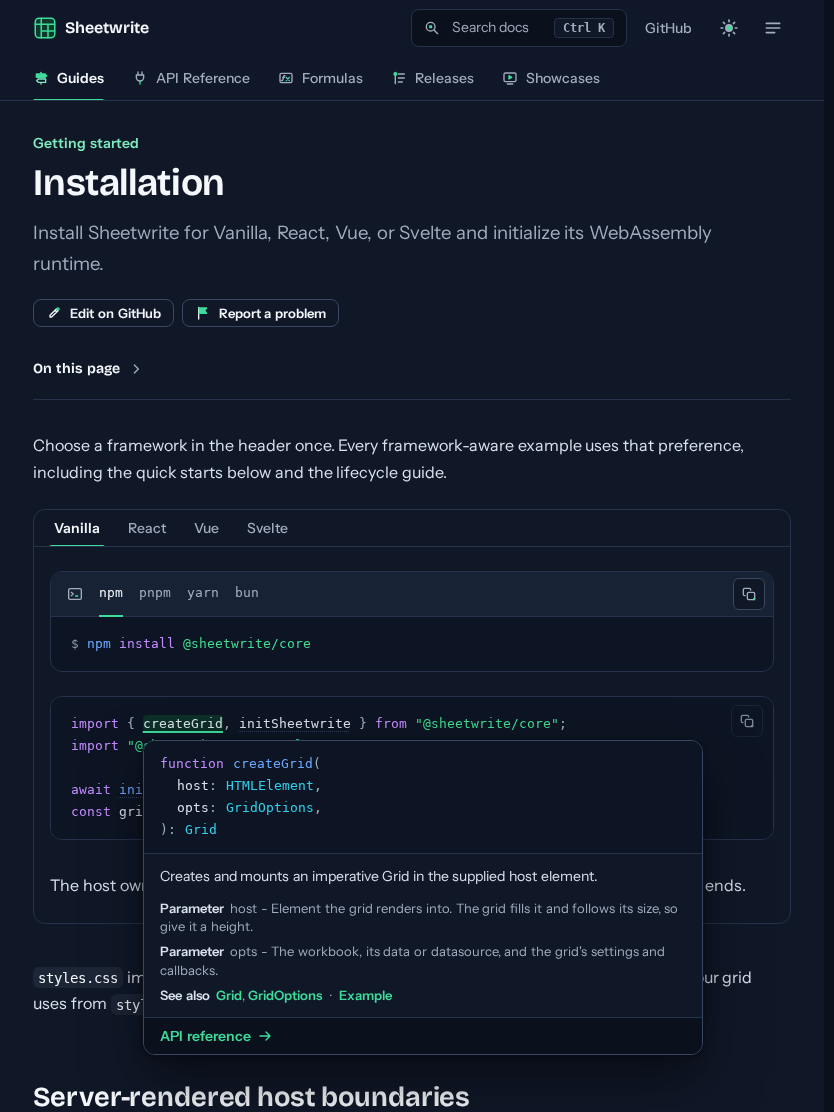 Sheetwrite
Search docs
Ctrl K
GitHub
Guides
API Reference
Formulas
Releases
Showcases
Getting started
Installation
Install Sheetwrite for Vanilla, React, Vue, or Svelte and initialize its WebAssembly
runtime.
Edit on GitHub
Report a problem
On this page
Choose a framework in the header once. Every framework-aware example uses that preference,
including the quick starts below and the lifecycle guide.
Vanilla
React
Vue
Svelte
npm
pnpm
yarn
bun
$ npm install @sheetwrite/core
import { createGrid, initSheetwrite } from "@sheetwrite/core";
import
await
const
function createGrid(
host: HTMLElement,
opts: GridOptions,
): Grid
Creates and mounts an imperative Grid in the supplied host element.
Parameter host – Element the grid renders into. The grid fills it and follows its size, so
give it a height.
Parameter opts – The workbook, its data or datasource, and the grid's settings and
callbacks.
See also Grid, GridOptions · Example
API reference →
The host
ends.
styles.css
grid
uses from
Server-rendered host boundaries